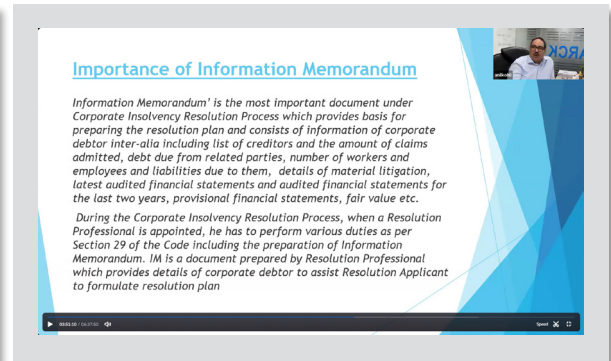 Importance of Information Memorandum
Information Memorandum' is the most important document under
Corporate Insolvency Resolution Process which provides basis for
preparing the resolution plan and consists of information of corporate
debtor inter-alia including list of creditors and the amount of claims
admitted, debt due from related parties, number of workers and
employees and liabilities due to them, details of material litigation,
latest audited financial statements and audited financial statements for
the last two years, provisional financial statements, fair value etc.
During the Corporate Insolvency Resolution Process, when a Resolution
Professional is appointed, he has to perform various duties as per
Section 29 of the Code including the preparation of Information
Memorandum. IM is a document prepared by Resolution Professional
which provides details of corporate debtor to assist Resolution Applicant
to formulate resolution plan
Speed